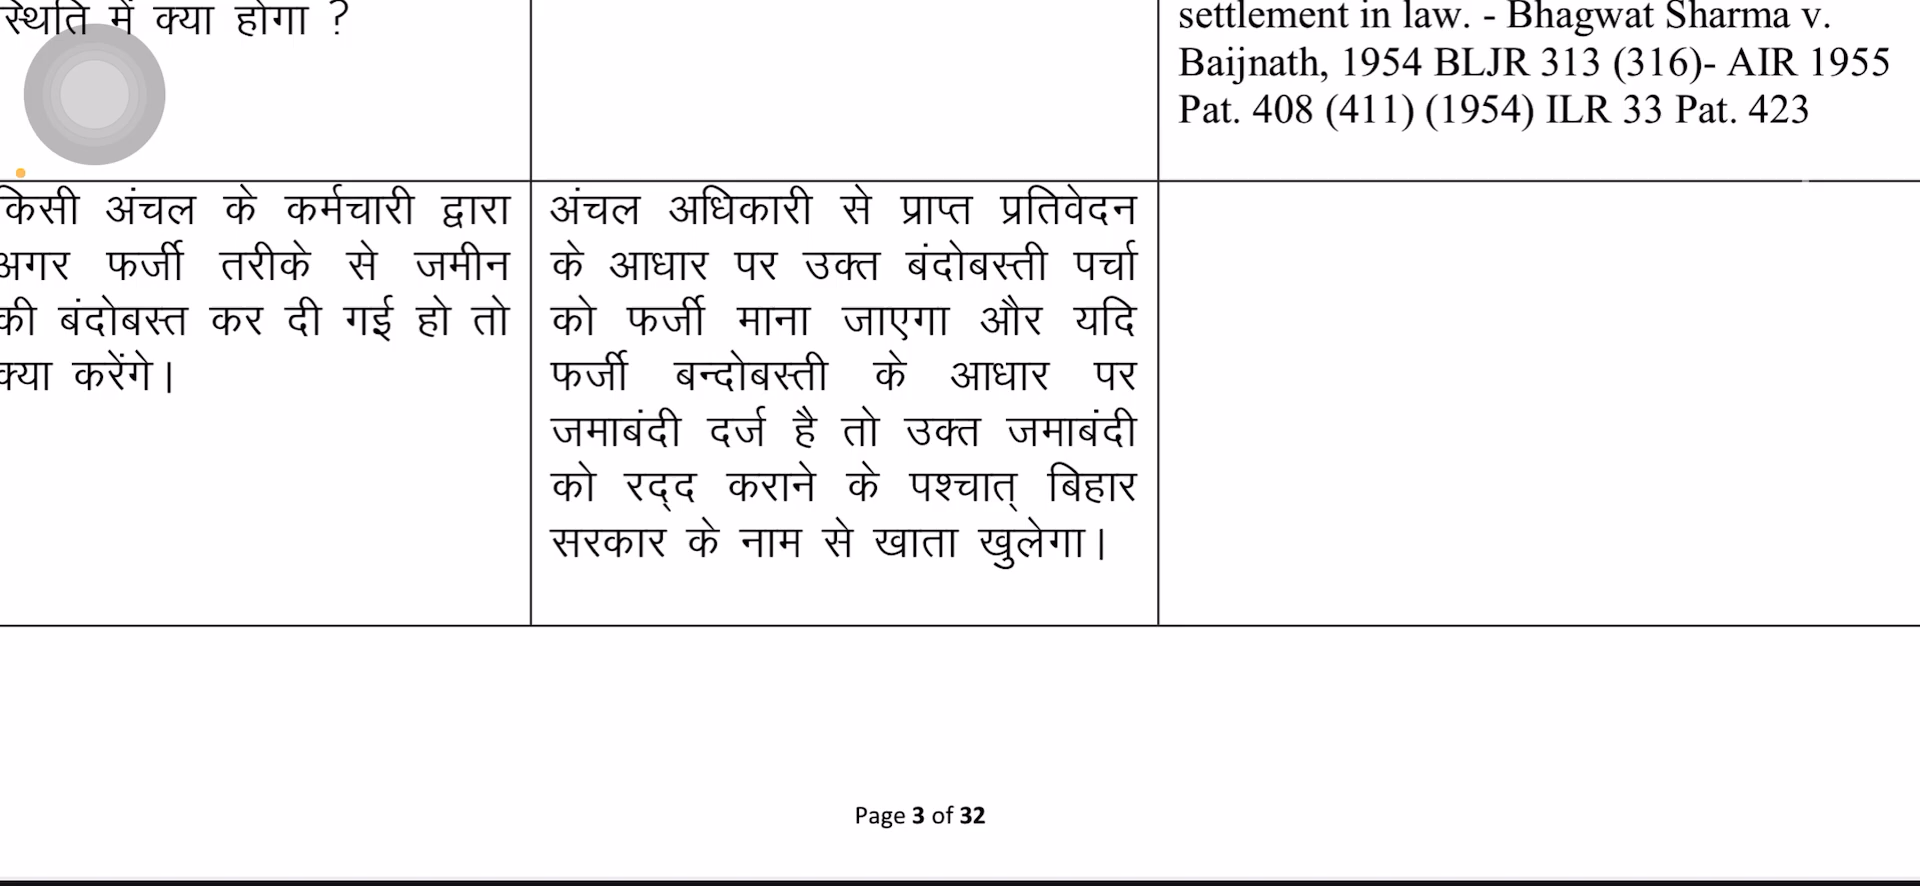 स्थिति में क्या होगा ?
settlement in law. - Bhagwat Sharma v.
Baijnath, 1954 BLJR 313 (316)- AIR 1955
Pat. 408 (411) (1954) ILR 33 Pat. 423
किसी अंचल के कर्मचारी द्वारा
अगर फर्जी तरीके से जमीन
की बंदोबस्त कर दी गई हो तो
क्या करेंगे।
अंचल अधिकारी से प्राप्त प्रतिवेदन
के आधार पर उक्त बंदोबस्ती पर्चा
को फर्जी माना जाएगा और यदि
फर्जी बन्दोबस्ती के आधार पर
जमाबंदी दर्ज है तो उक्त जमाबंदी
को रद्द कराने के पश्चात् बिहार
सरकार के नाम से खाता खुलेगा।
Page 3 of 32